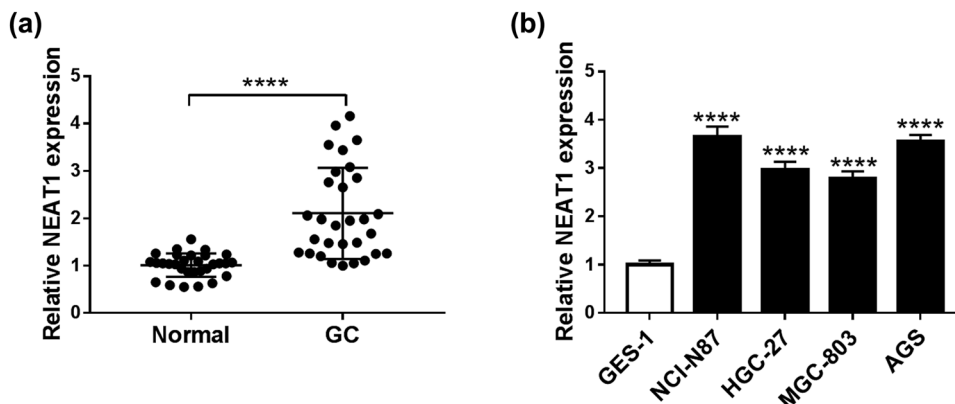 (a)
Relative NEAT1 expression
5
4
3
2
1
0
****
Normal
GC
(b)
Relative NEAT1 expression
5
4
3
2
1
0
****
****
****
****
GES-1
NCI-N87
HGC-27
MGC-803
AGS